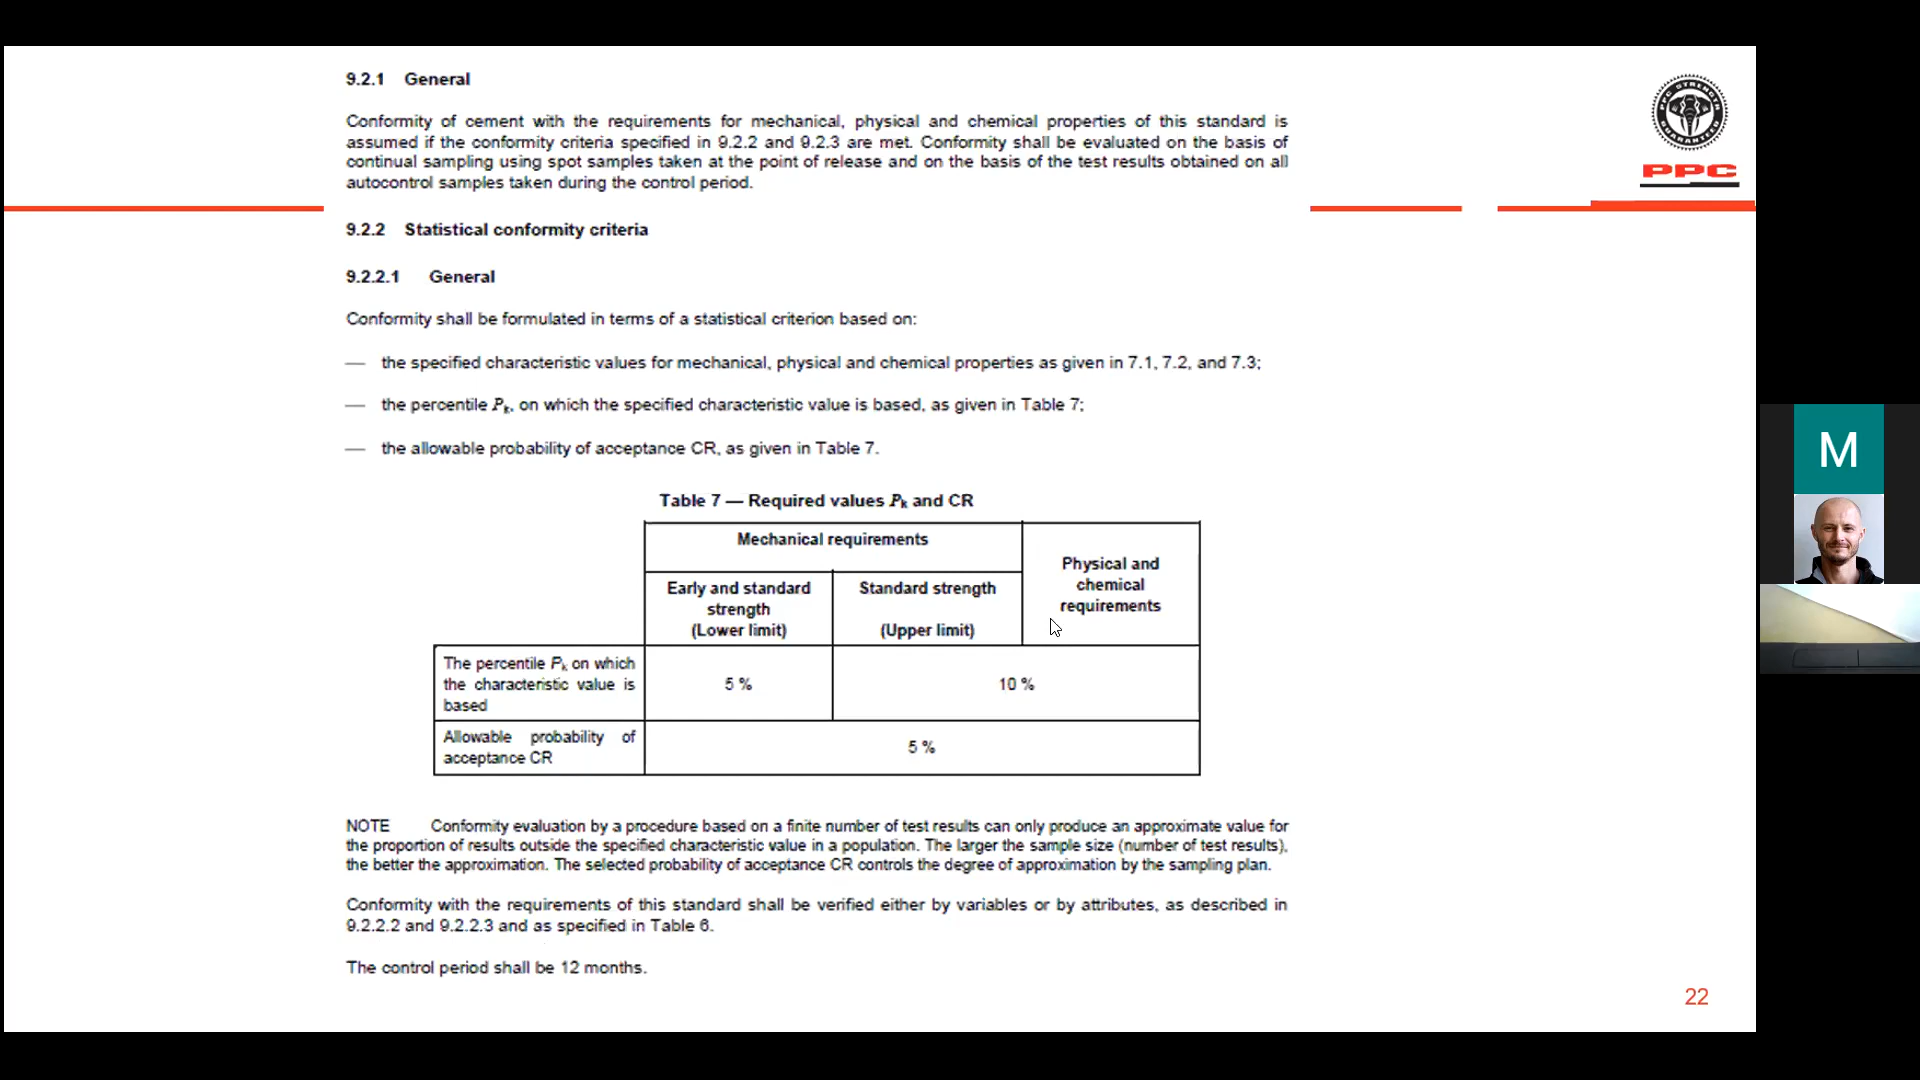 9.2.1 General
Conformity of cement with the requirements for mechanical, physical and chemical properties of this standard is
assumed if the conformity criteria specified in 9.2.2 and 9.2.3 are met. Conformity shall be evaluated on the basis of
continual sampling using spot samples taken at the point of release and on the basis of the test results obtained on all
autocontrol samples taken during the control period.
PPC STRENGTH
GUARANTEED
PPC
9.2.2 Statistical conformity criteria
9.2.2.1 General
Conformity shall be formulated in terms of a statistical criterion based on:
— the specified characteristic values for mechanical, physical and chemical properties as given in 7.1, 7.2, and 7.3;
— the percentile Pk, on which the specified characteristic value is based, as given in Table 7;
— the allowable probability of acceptance CR, as given in Table 7.
Table 7 — Required values Pk and CR
Mechanical requirements
Physical and
chemical
requirements
Early and standard
strength
(Lower limit)
Standard strength
(Upper limit)
The percentile Pk on which
the characteristic value is
based
5 %
10 %
Allowable probability of
acceptance CR
5 %
NOTE Conformity evaluation by a procedure based on a finite number of test results can only produce an approximate value for
the proportion of results outside the specified characteristic value in a population. The larger the sample size (number of test results),
the better the approximation. The selected probability of acceptance CR controls the degree of approximation by the sampling plan.
Conformity with the requirements of this standard shall be verified either by variables or by attributes, as described in
9.2.2.2 and 9.2.2.3 and as specified in Table 6.
The control period shall be 12 months.
22
M